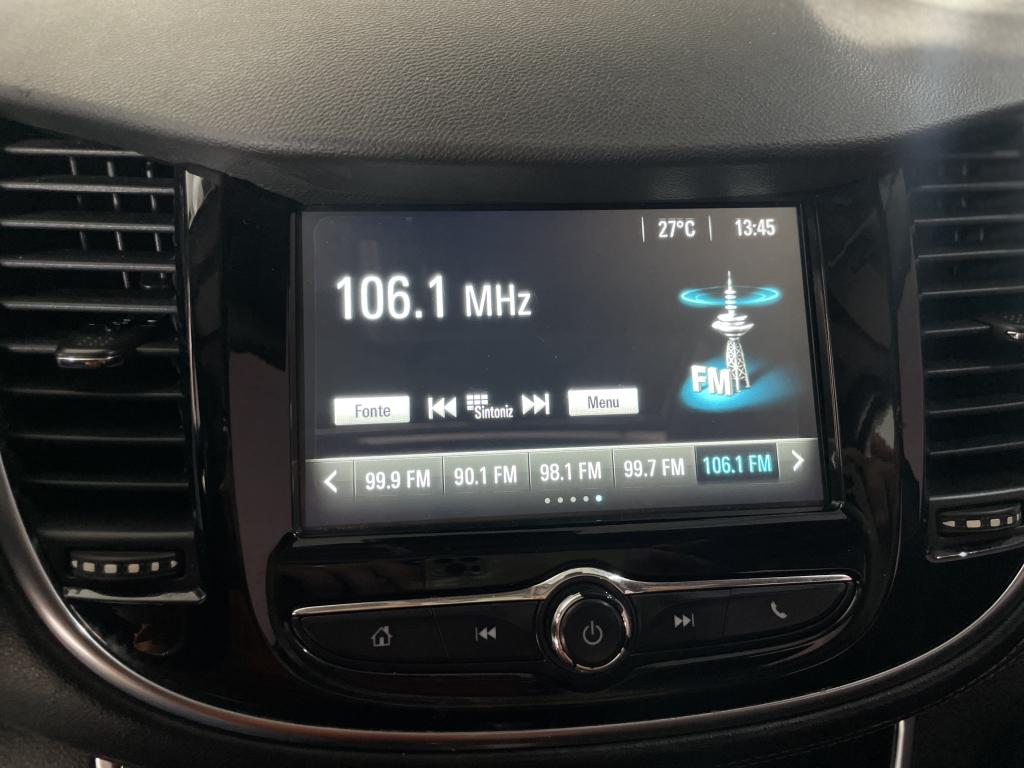 27°C 13:45
106.1 MHz
FM
Fonte Sintoniz Menu
99.9 FM 90.1 FM 98.1 FM 99.7 FM 106.1 FM